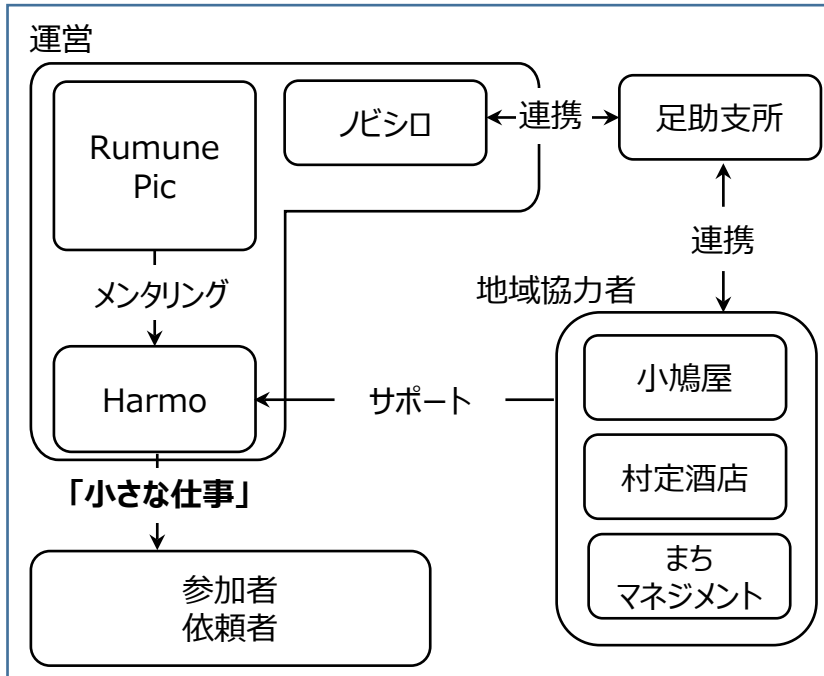 運営
Rumune
Pic
ノビシロ
連携
足助支所
メンタリング
連携
地域協力者
Harmo
サポート
小鳩屋
村定酒店
まち
マネジメント
「小さな仕事」
参加者
依頼者